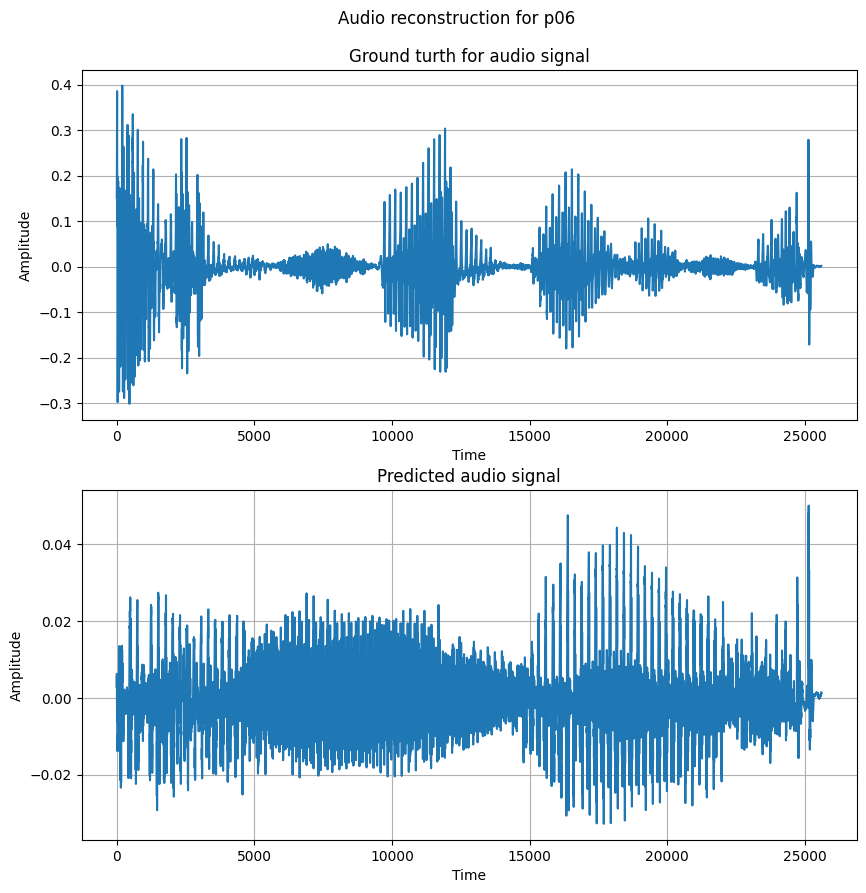 Audio reconstruction for p06
Ground turth for audio signal
0.4
0.3
0.2
0.1
0.0
−0.1
−0.2
−0.3
Amplitude
0 5000 10000 15000 20000 25000
Time
Predicted audio signal
0.04
0.02
0.00
−0.02
Amplitude
0 5000 10000 15000 20000 25000
Time